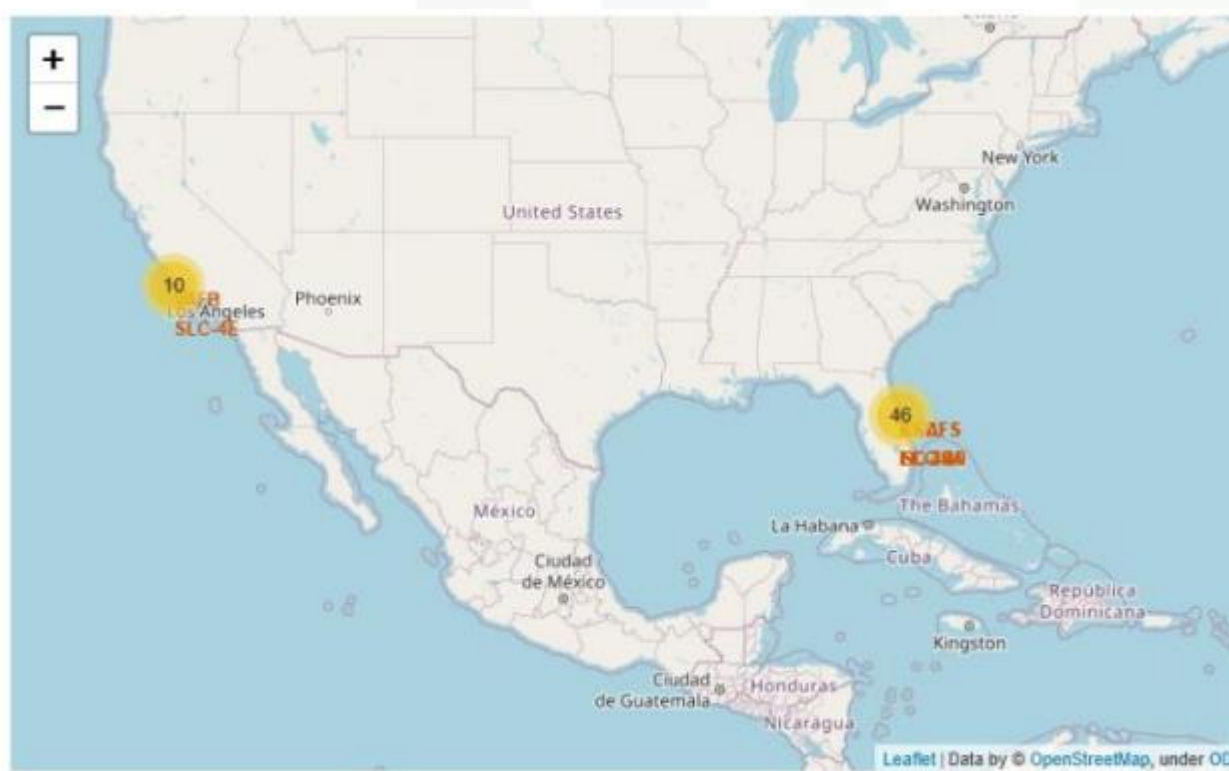 +
−
New York
Washington
United States
10
Phoenix
Los Angeles
SLC-4E
46
The Bahamas
México
La Habana
Cuba
Ciudad
de México
República
Dominicana
Kingston
Ciudad
de Guatemala
Honduras
Nicaragua
Leaflet | Data by © OpenStreetMap, under